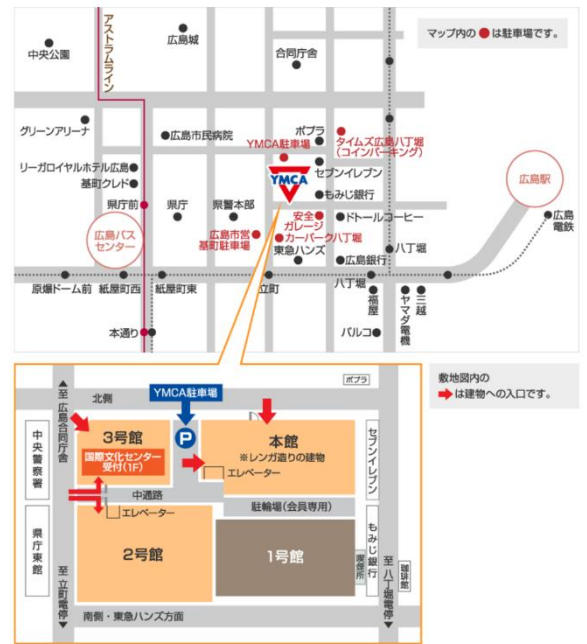 マップ内の●は駐車場です。
中央公園
アストラムライン
広島城
合同庁舎
グリーンアリーナ
広島市民病院
ポプラ
タイムズ広島八丁堀
(コインパーキング)
YMCA駐車場
セブンイレブン
リーガロイヤルホテル広島
基町クレド
YMCA
もみじ銀行
広島駅
県庁前
県庁
県警本部
安全
ガレージ
ドトールコーヒー
広島
電鉄
広島バス
センター
広島市営
基町駐車場
カーパーク八丁堀
東急ハンズ
広島銀行
八丁堀
原爆ドーム前
紙屋町西
紙屋町東
立町
八丁堀
福屋
ヤマダ電機
三越
本通り
パルコ
敷地図内の
➡は建物への入口です。
ポプラ
北側
YMCA駐車場
至広島合同庁舎
中央警察署
3号館
国際文化センター
受付(1F)
P
本館
※レンガ造りの建物
エレベーター
セブンイレブン
中通路
エレベーター
駐輪場(会員専用)
県庁東館
2号館
1号館
喫煙所
もみじ銀行
珈琲館
至立町電停
至八丁堀電停
南側・東急ハンズ方面